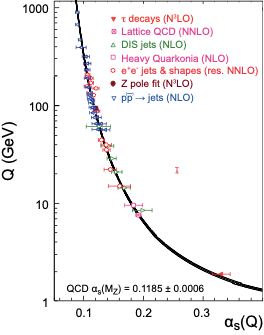 1000
100
10
1
Q (GeV)
τ decays (N³LO)
Lattice QCD (NNLO)
DIS jets (NLO)
Heavy Quarkonia (NLO)
e⁺e⁻ jets & shapes (res. NNLO)
Z pole fit (N³LO)
pp̅ → jets (NLO)
QCD αs(Mz) = 0.1185 ± 0.0006
0.1 0.2 0.3
αs(Q)